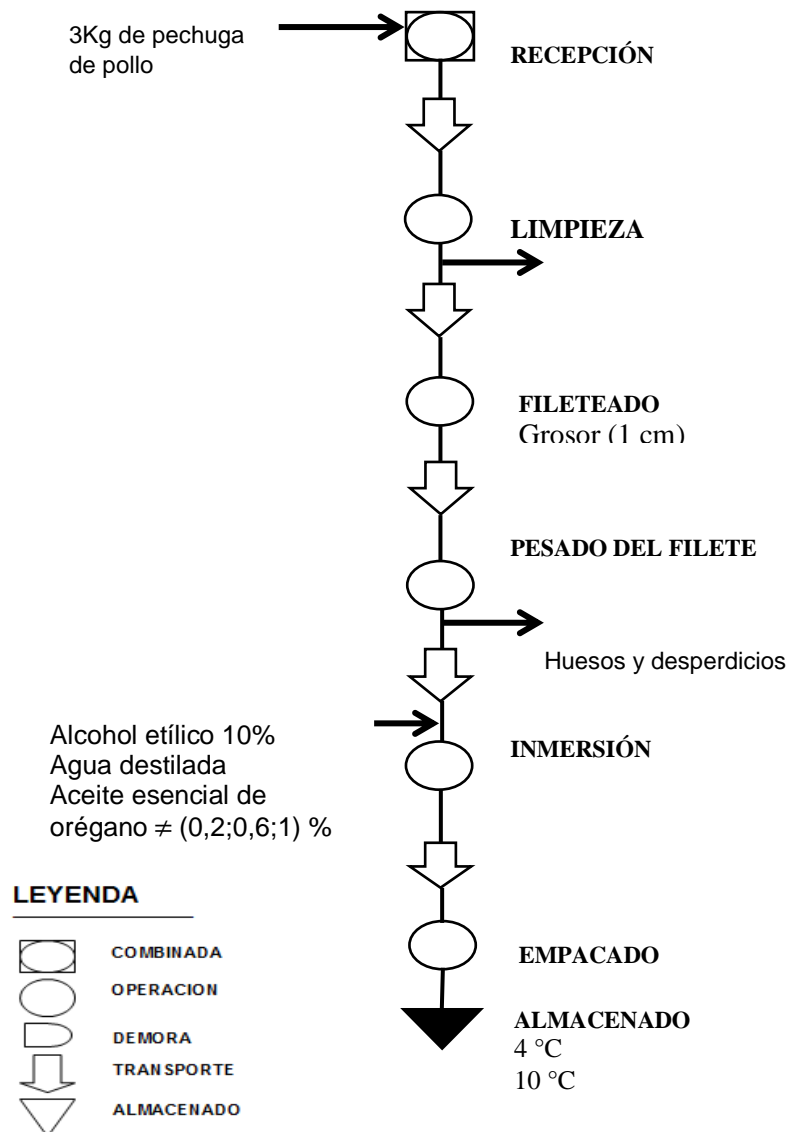 3Kg de pechuga
de pollo
RECEPCIÓN
LIMPIEZA
FILETEADO
Grosor (1 cm)
PESADO DEL FILETE
Huesos y desperdicios
Alcohol etílico 10%
Agua destilada
Aceite esencial de
orégano ≠ (0,2;0,6;1) %
INMERSIÓN
EMPACADO
ALMACENADO
4 °C
10 °C
LEYENDA
COMBINADA
OPERACION
DEMORA
TRANSPORTE
ALMACENADO